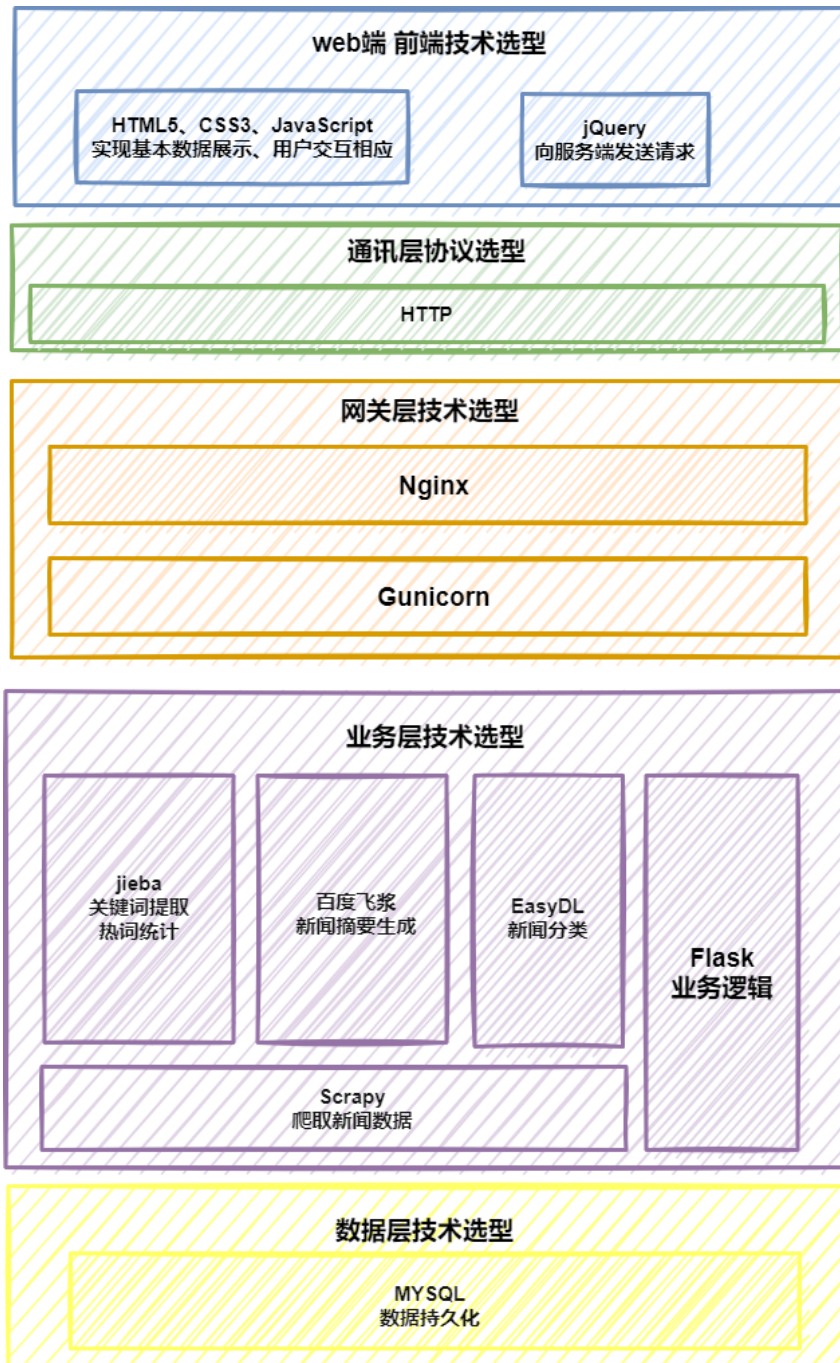 web端 前端技术选型
HTML5、CSS3、JavaScript
实现基本数据展示、用户交互相应
jQuery
向服务端发送请求
通讯层协议选型
HTTP
网关层技术选型
Nginx
Gunicorn
业务层技术选型
jieba
关键词提取
热词统计
百度飞浆
新闻摘要生成
EasyDL
新闻分类
Flask
业务逻辑
Scrapy
爬取新闻数据
数据层技术选型
MYSQL
数据持久化